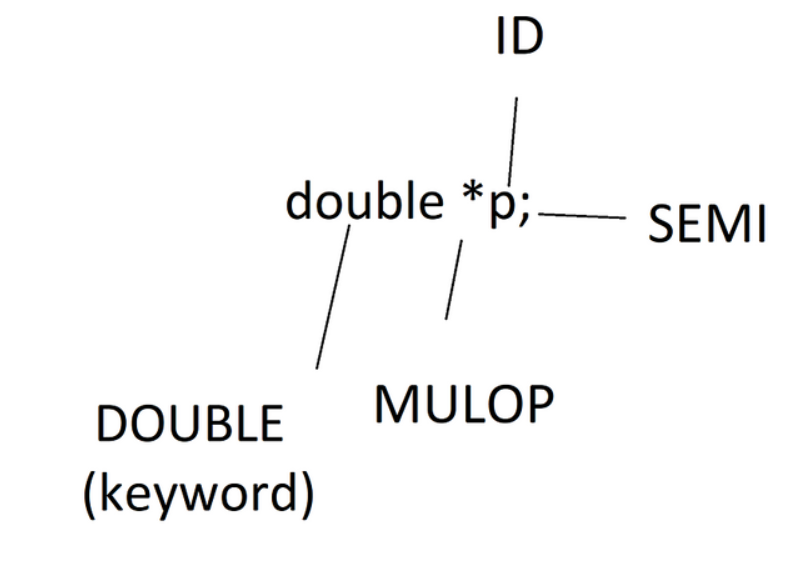 ID
double *p;
SEMI
DOUBLE
(keyword)
MULOP